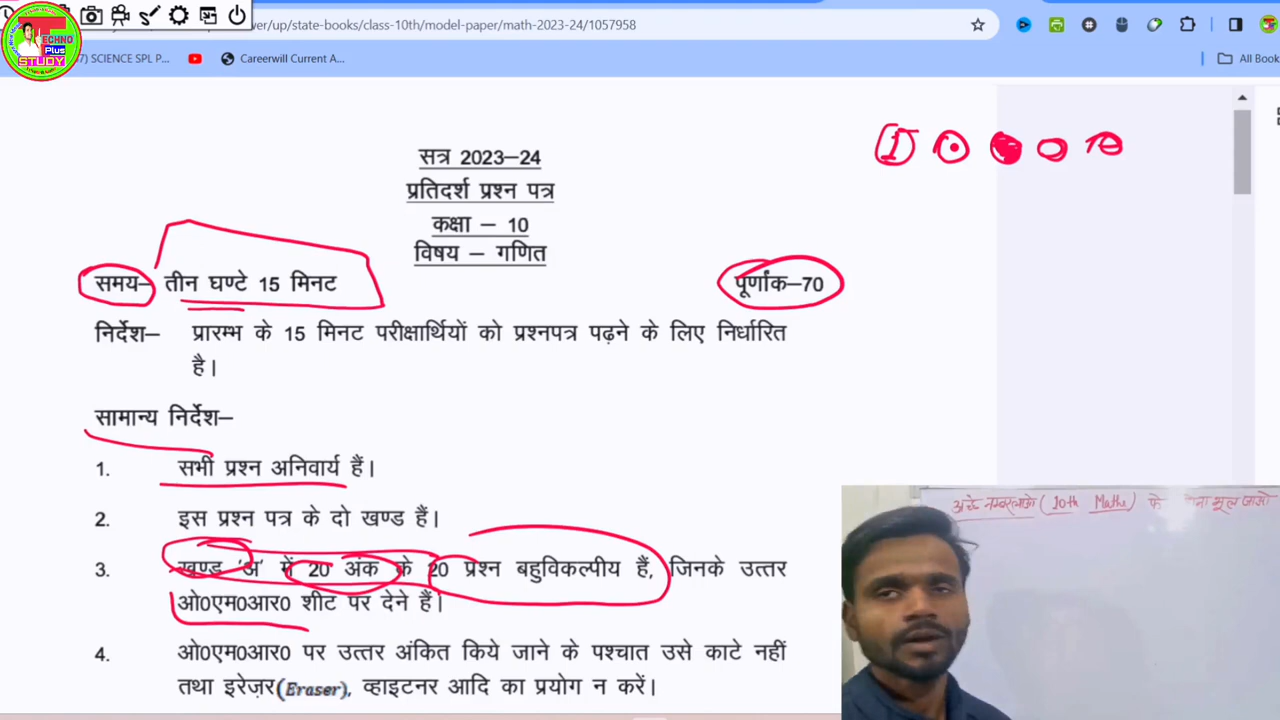 er/up/state-books/class-10th/model-paper/math-2023-24/1057958
TECHNO
Plus
STUDY
7) SCIENCE SPL P...
Careerwill Current A...
All Book
सत्र 2023–24
प्रतिदर्श प्रश्न पत्र
कक्षा – 10
विषय – गणित
समय– तीन घण्टे 15 मिनट
पूर्णांक–70
निर्देश– प्रारम्भ के 15 मिनट परीक्षार्थियों को प्रश्नपत्र पढ़ने के लिए निर्धारित
है।
सामान्य निर्देश–
1. सभी प्रश्न अनिवार्य हैं।
2. इस प्रश्न पत्र के दो खण्ड हैं।
3. खण्ड 'अ' में 20 अंक के 20 प्रश्न बहुविकल्पीय हैं, जिनके उत्तर
ओ0एम0आर0 शीट पर देने हैं।
4. ओ0एम0आर0 पर उत्तर अंकित किये जाने के पश्चात उसे काटे नहीं
तथा इरेज़र(Eraser), व्हाइटनर आदि का प्रयोग न करें।
(10th Maths) भूल जाओ